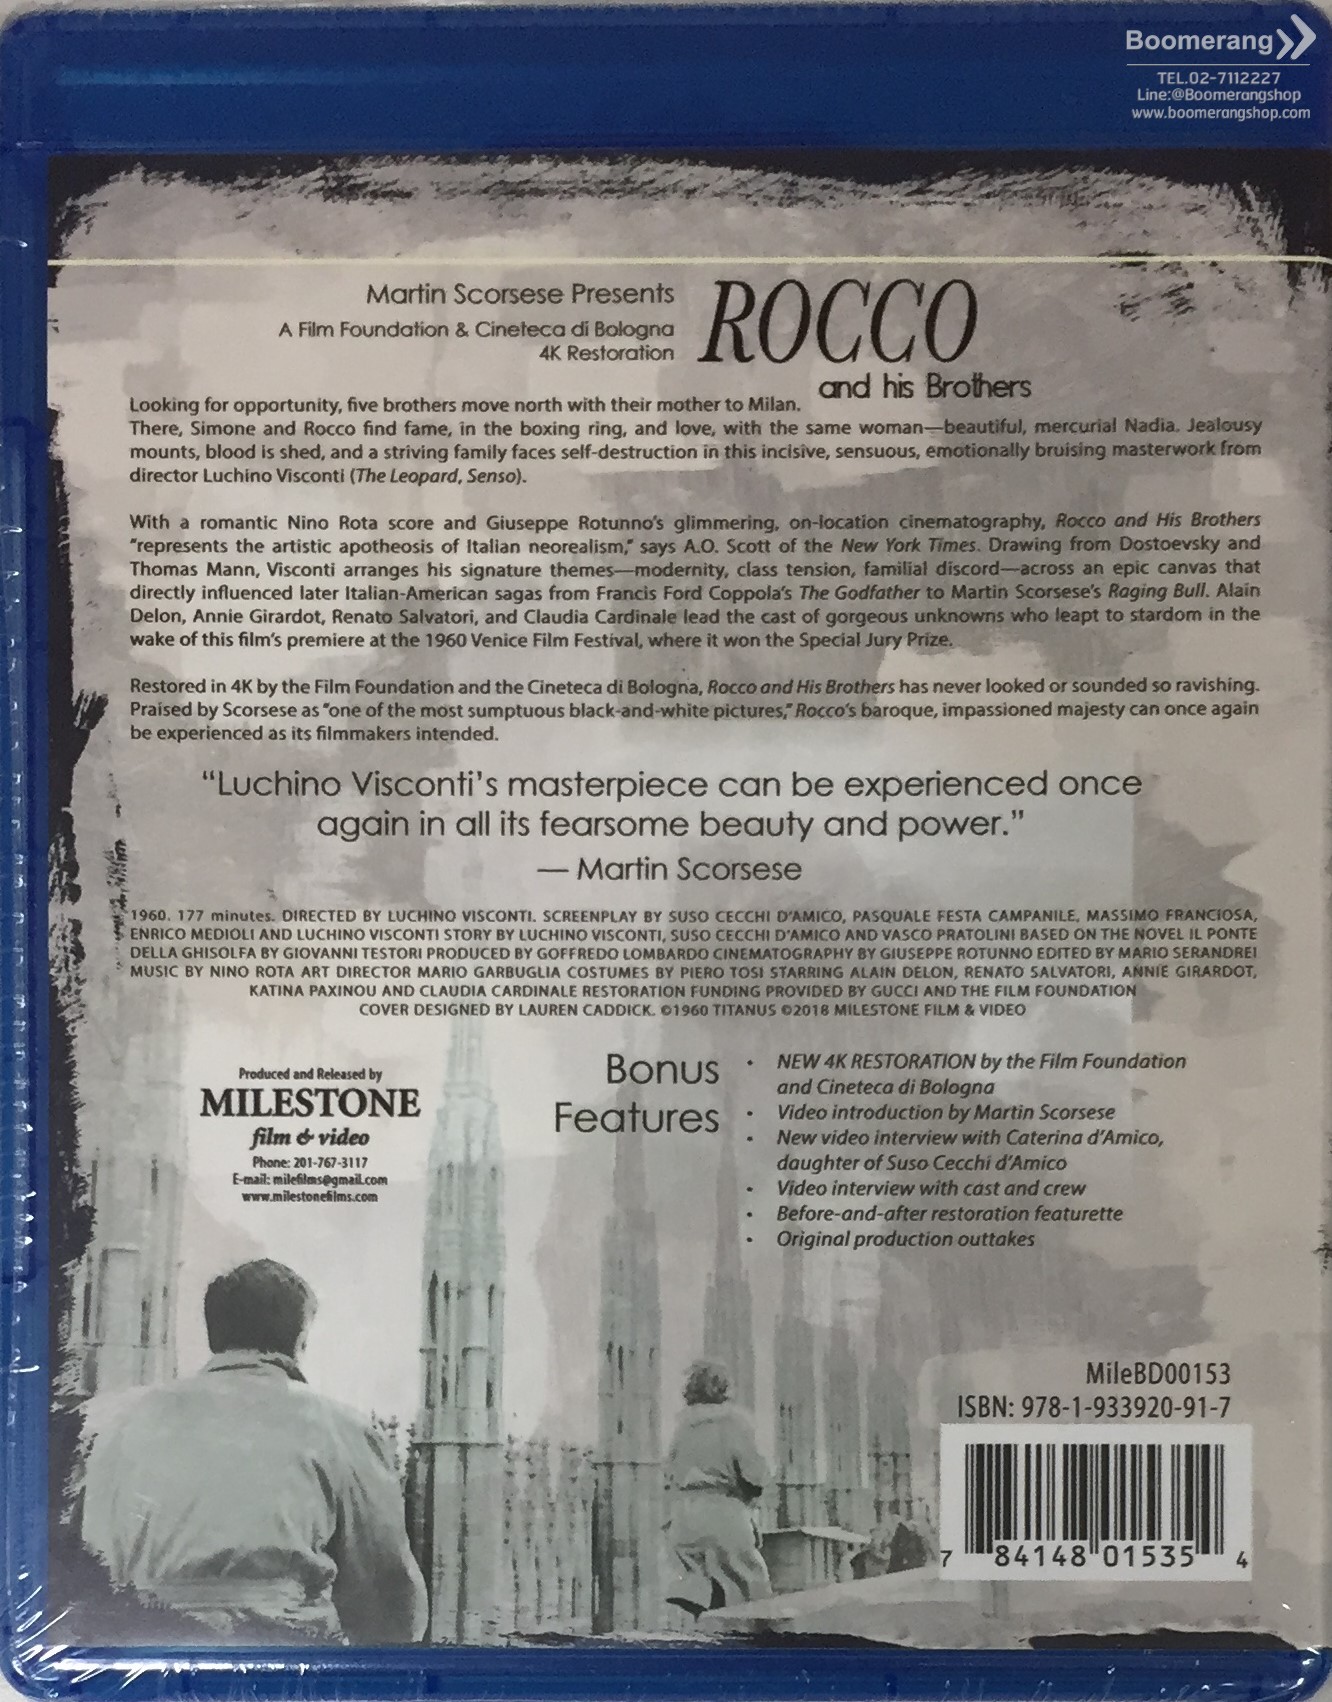 Boomerang
TEL.02-7112227
Line:@Boomerangshop
www.boomerangshop.com
Martin Scorsese Presents
A Film Foundation & Cineteca di Bologna
4K Restoration
ROCCO
and his Brothers
Looking for opportunity, five brothers move north with their mother to Milan.
There, Simone and Rocco find fame, in the boxing ring, and love, with the same woman—beautiful, mercurial Nadia. Jealousy
mounts, blood is shed, and a striving family faces self-destruction in this incisive, sensuous, emotionally bruising masterwork from
director Luchino Visconti (The Leopard, Senso).
With a romantic Nino Rota score and Giuseppe Rotunno's glimmering, on-location cinematography, Rocco and His Brothers
"represents the artistic apotheosis of Italian neorealism," says A.O. Scott of the New York Times. Drawing from Dostoevsky and
Thomas Mann, Visconti arranges his signature themes—modernity, class tension, familial discord—across an epic canvas that
directly influenced later Italian-American sagas from Francis Ford Coppola's The Godfather to Martin Scorsese's Raging Bull. Alain
Delon, Annie Girardot, Renato Salvatori, and Claudia Cardinale lead the cast of gorgeous unknowns who leapt to stardom in the
wake of this film's premiere at the 1960 Venice Film Festival, where it won the Special Jury Prize.
Restored in 4K by the Film Foundation and the Cineteca di Bologna, Rocco and His Brothers has never looked or sounded so ravishing.
Praised by Scorsese as "one of the most sumptuous black-and-white pictures," Rocco's baroque, impassioned majesty can once again
be experienced as its filmmakers intended.
"Luchino Visconti's masterpiece can be experienced once
again in all its fearsome beauty and power."
— Martin Scorsese
1960. 177 minutes. DIRECTED BY LUCHINO VISCONTI. SCREENPLAY BY SUSO CECCHI D'AMICO, PASQUALE FESTA CAMPANILE, MASSIMO FRANCIOSA,
ENRICO MEDIOLI AND LUCHINO VISCONTI STORY BY LUCHINO VISCONTI, SUSO CECCHI D'AMICO AND VASCO PRATOLINI BASED ON THE NOVEL IL PONTE
DELLA GHISOLFA BY GIOVANNI TESTORI PRODUCED BY GOFFREDO LOMBARDO CINEMATOGRAPHY BY GIUSEPPE ROTUNNO EDITED BY MARIO SERANDREI
MUSIC BY NINO ROTA ART DIRECTOR MARIO GARBUGLIA COSTUMES BY PIERO TOSI STARRING ALAIN DELON, RENATO SALVATORI, ANNIE GIRARDOT,
KATINA PAXINOU AND CLAUDIA CARDINALE RESTORATION FUNDING PROVIDED BY GUCCI AND THE FILM FOUNDATION
COVER DESIGNED BY LAUREN CADDICK. ©1960 TITANUS ©2018 MILESTONE FILM & VIDEO
Produced and Released by
MILESTONE
film & video
Phone: 201-767-3117
E-mail: milefilms@gmail.com
www.milestonefilms.com
Bonus
Features
• NEW 4K RESTORATION by the Film Foundation
and Cineteca di Bologna
• Video introduction by Martin Scorsese
• New video interview with Caterina d'Amico,
daughter of Suso Cecchi d'Amico
• Video interview with cast and crew
• Before-and-after restoration featurette
• Original production outtakes
MileBD00153
ISBN: 978-1-933920-91-7
7 84148 01535 4